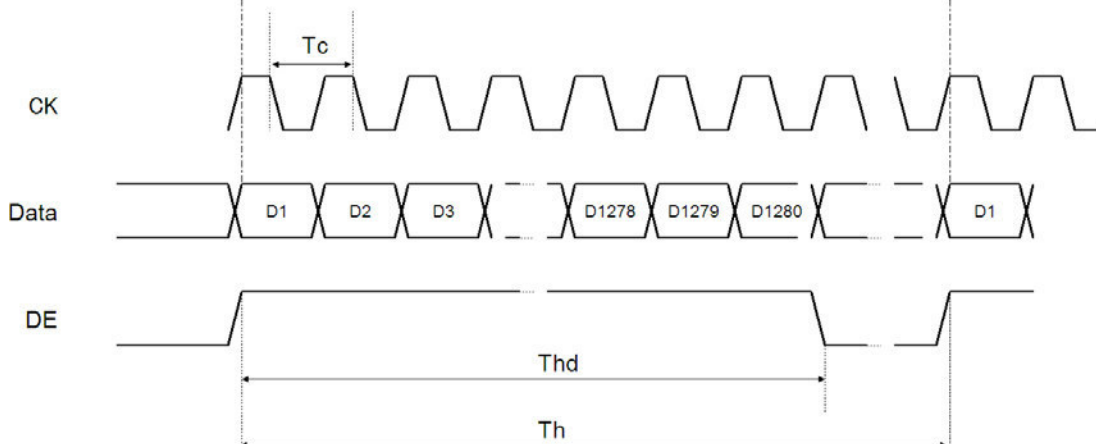 Tc
CK
Data D1 D2 D3 D1278 D1279 D1280 D1
DE
Thd
Th